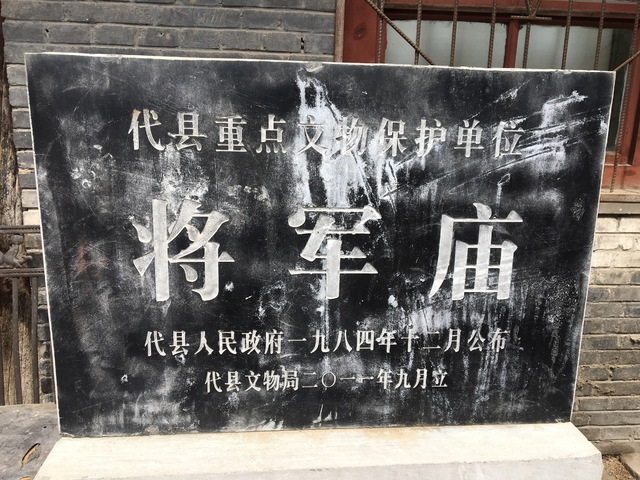 代县重点文物保护单位
将军庙
代县人民政府一九八四年十二月公布
代县文物局二〇一一年九月立